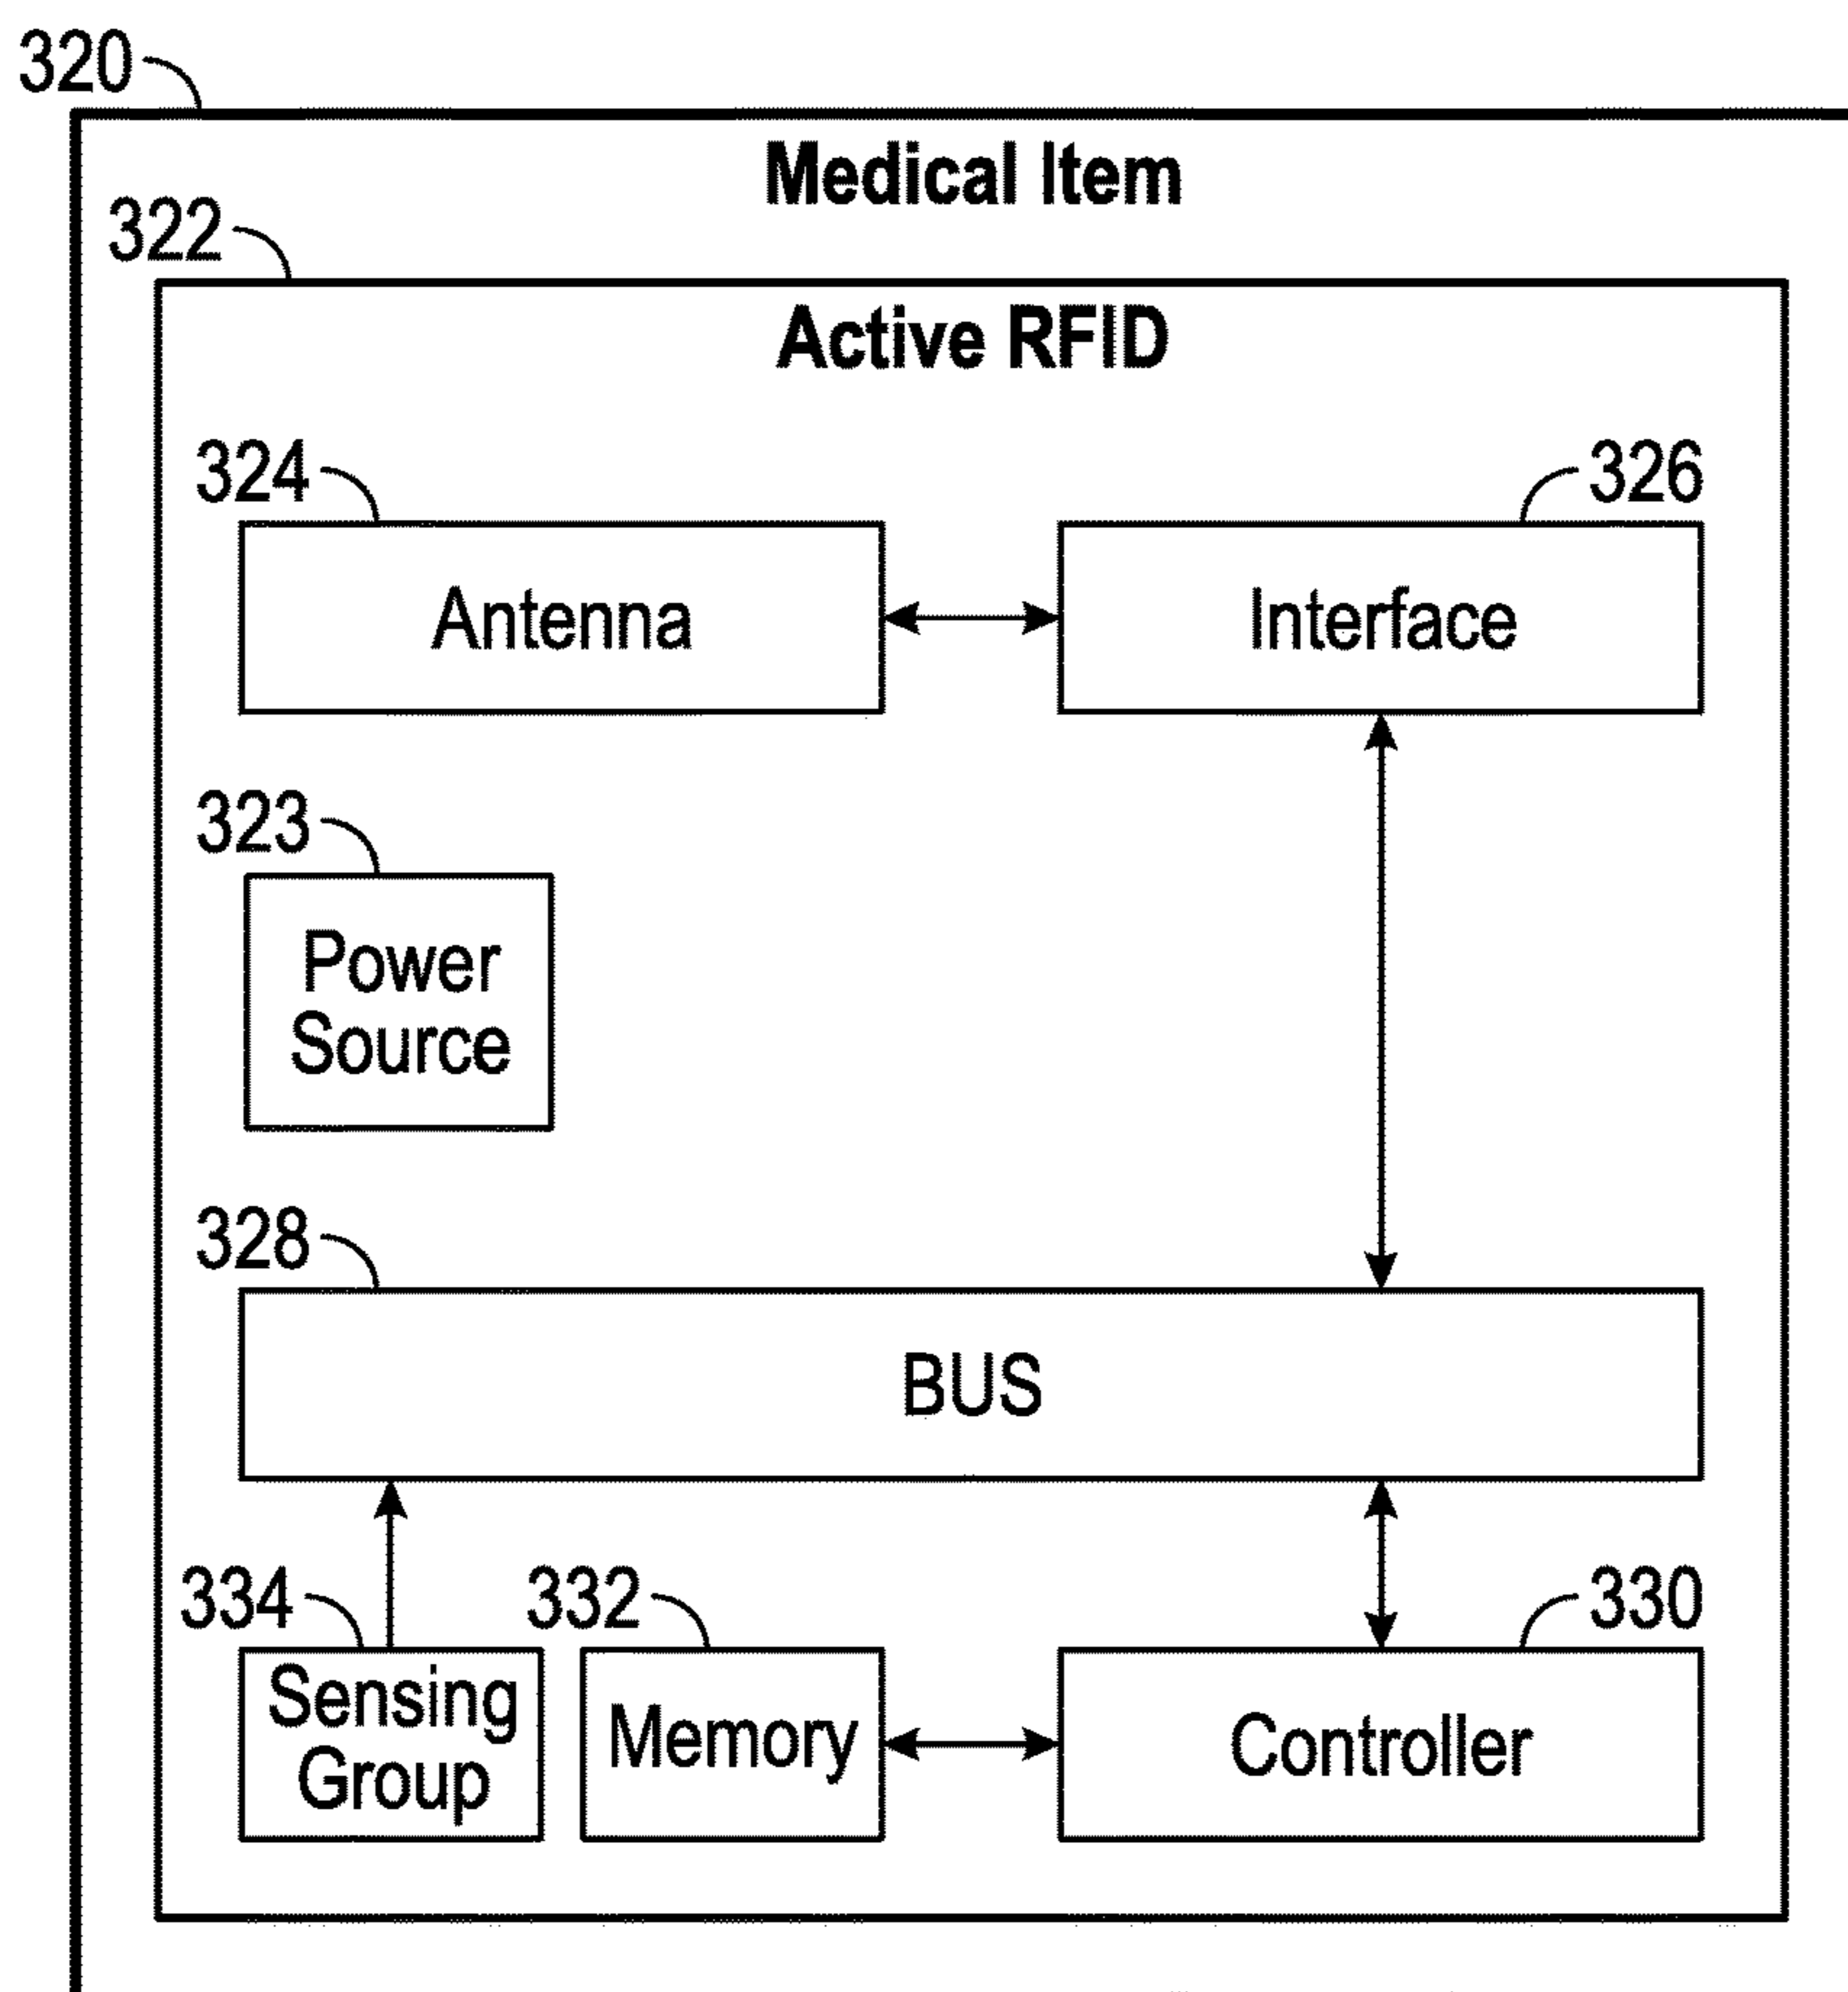 320
Medical Item
322
Active RFID
324
326
Antenna
Interface
323
Power
Source
328
BUS
334
332
330
Sensing
Group
Memory
Controller